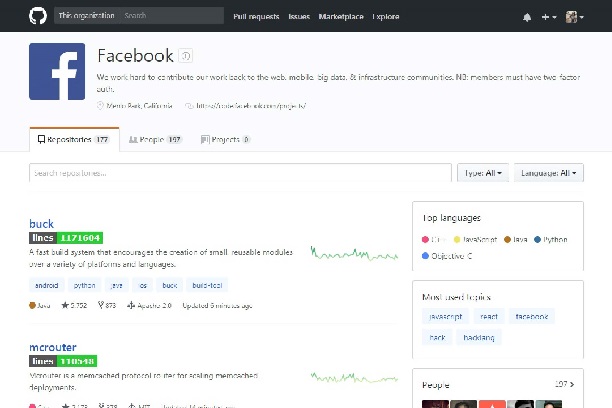 This organization Search Pull requests Issues Marketplace Explore
Facebook
We work hard to contribute our work back to the web, mobile, big data, & infrastructure communities. NB: members must have two-factor
auth.
Menlo Park, California https://code.facebook.com/projects/
Repositories 177 People 197 Projects 0
Search repositories... Type: All Language: All
buck
lines 1171604
A fast build system that encourages the creation of small, reusable modules
over a variety of platforms and languages.
android python java ios buck build-tool
Java 5,752 873 Apache-2.0 Updated 6 minutes ago
mcrouter
lines 110548
Mcrouter is a memcached protocol router for scaling memcached
deployments.
Top languages
C++ JavaScript Java Python
Objective-C
Most used topics
javascript react facebook
hack hacklang
People 197